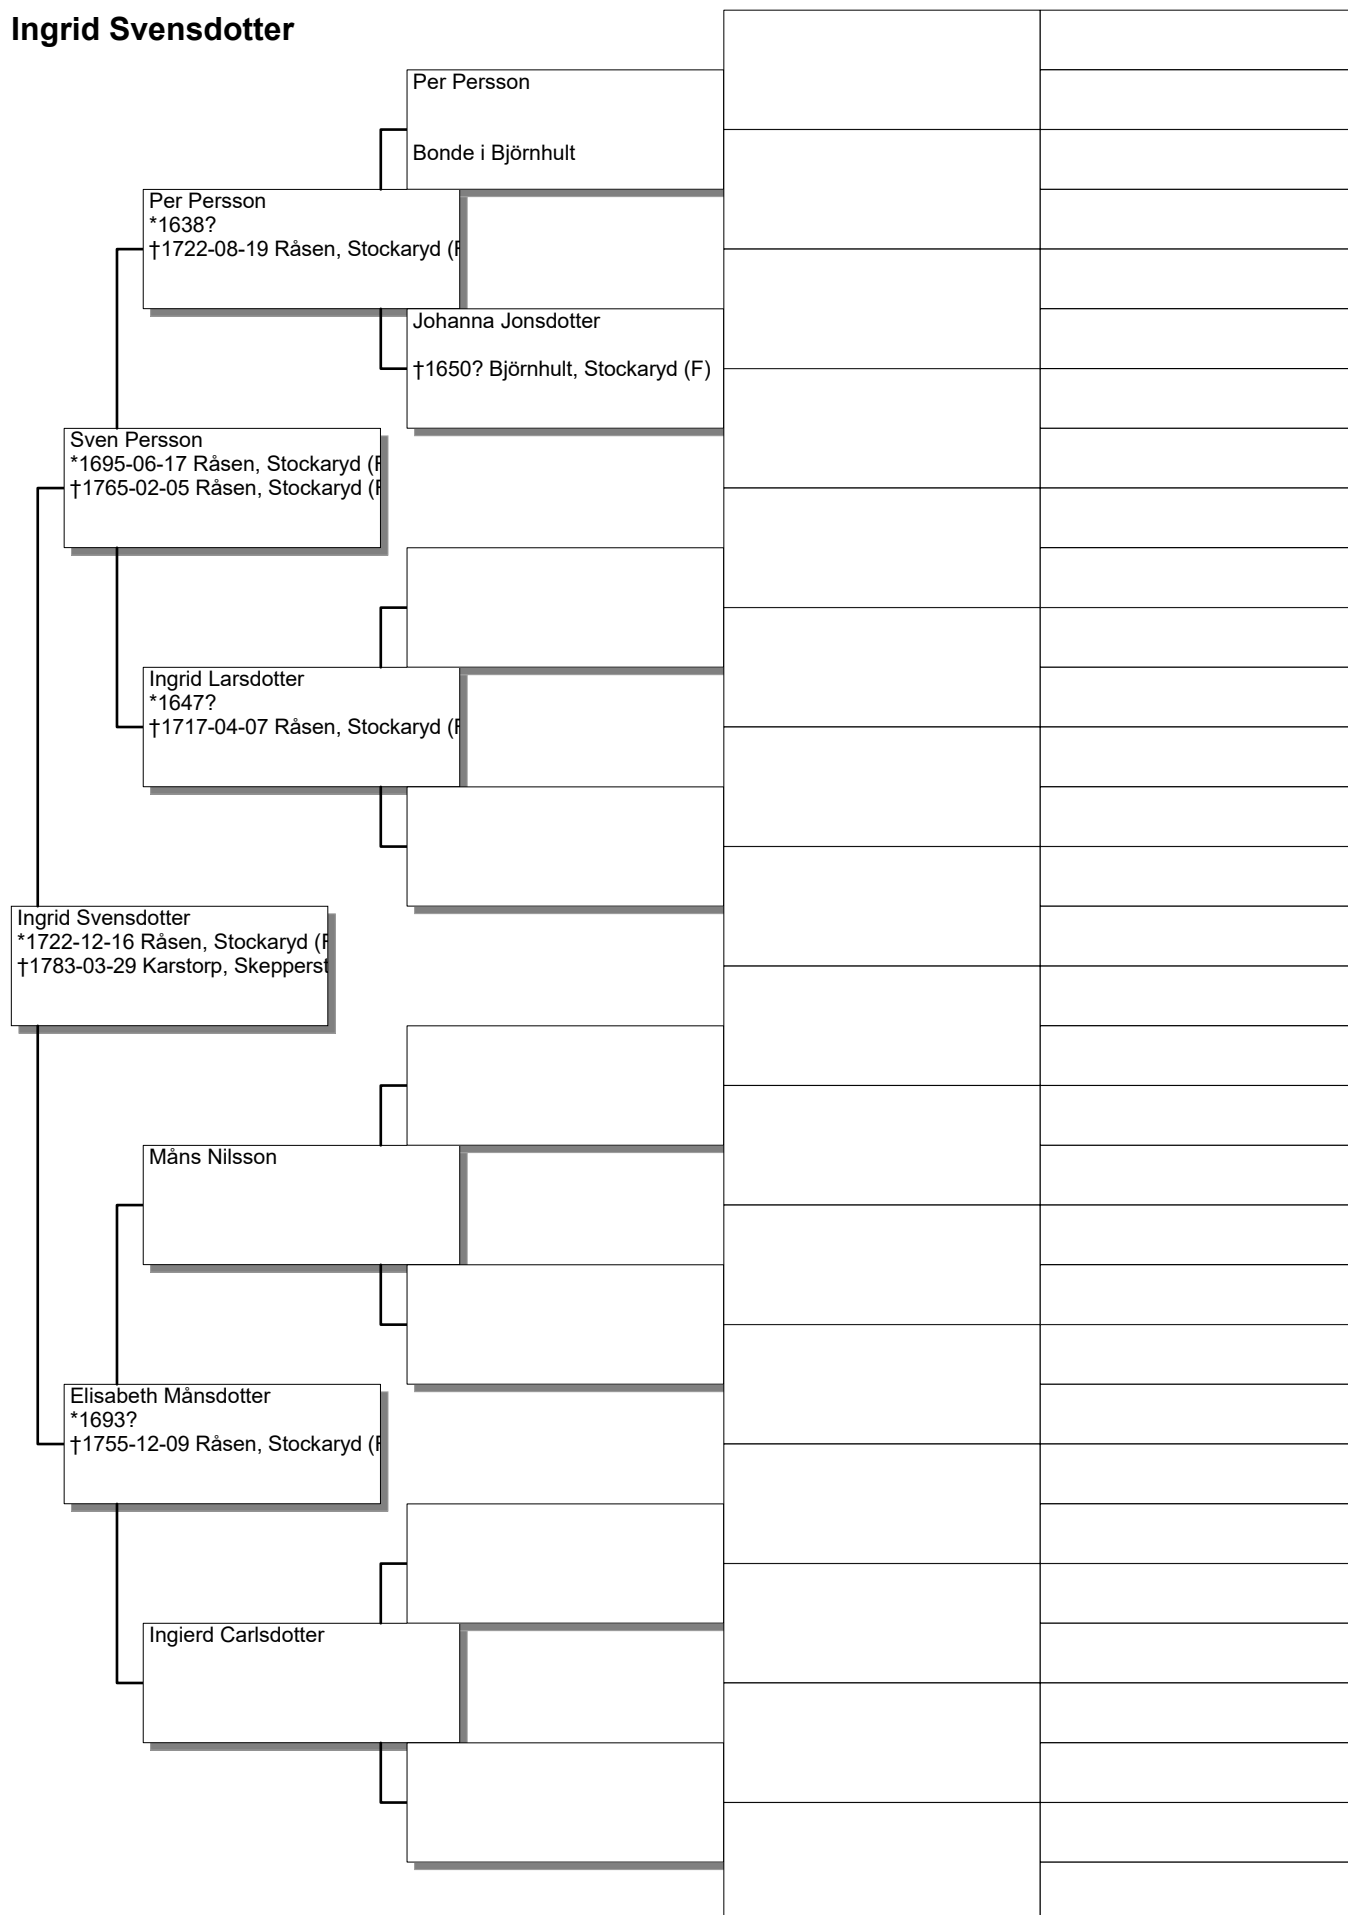 Ingrid Svensdotter
Per Persson
Bonde i Björnhult
Per Persson
*1638?
†1722-08-19 Råsen, Stockaryd (F
Johanna Jonsdotter
†1650? Björnhult, Stockaryd (F)
Sven Persson
*1695-06-17 Råsen, Stockaryd (F
†1765-02-05 Råsen, Stockaryd (F
Ingrid Larsdotter
*1647?
†1717-04-07 Råsen, Stockaryd (F
Ingrid Svensdotter
*1722-12-16 Råsen, Stockaryd (F
†1783-03-29 Karstorp, Skepperst
Måns Nilsson
Elisabeth Månsdotter
*1693?
†1755-12-09 Råsen, Stockaryd (F
Ingierd Carlsdotter